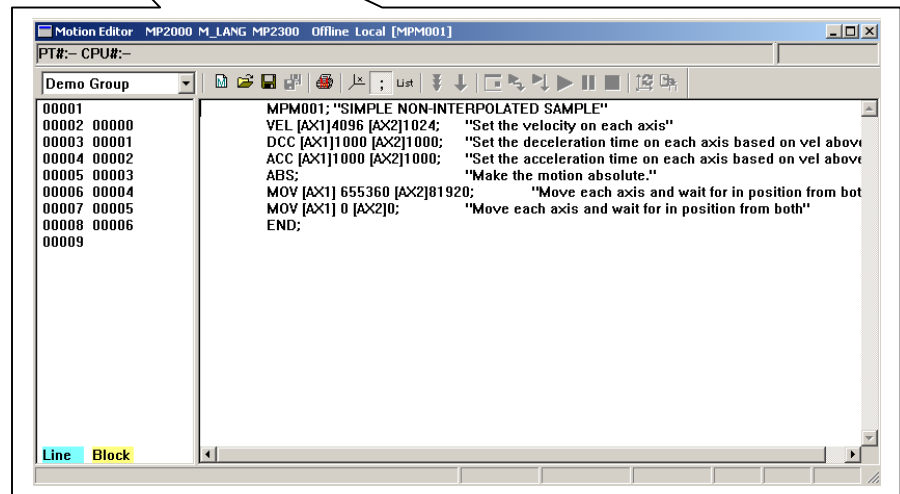 Motion Editor MP2000 M_LANG MP2300 Offline Local [MPM001]
PT#:– CPU#:–
Demo Group ; List
00001 MPM001; "SIMPLE NON-INTERPOLATED SAMPLE"
00002 00000 VEL [AX1]4096 [AX2]1024; "Set the velocity on each axis"
00003 00001 DCC [AX1]1000 [AX2]1000; "Set the deceleration time on each axis based on vel above
00004 00002 ACC [AX1]1000 [AX2]1000; "Set the acceleration time on each axis based on vel above
00005 00003 ABS; "Make the motion absolute."
00006 00004 MOV [AX1] 655360 [AX2]81920; "Move each axis and wait for in position from bot
00007 00005 MOV [AX1] 0 [AX2]0; "Move each axis and wait for in position from both"
00008 00006 END;
00009
Line Block